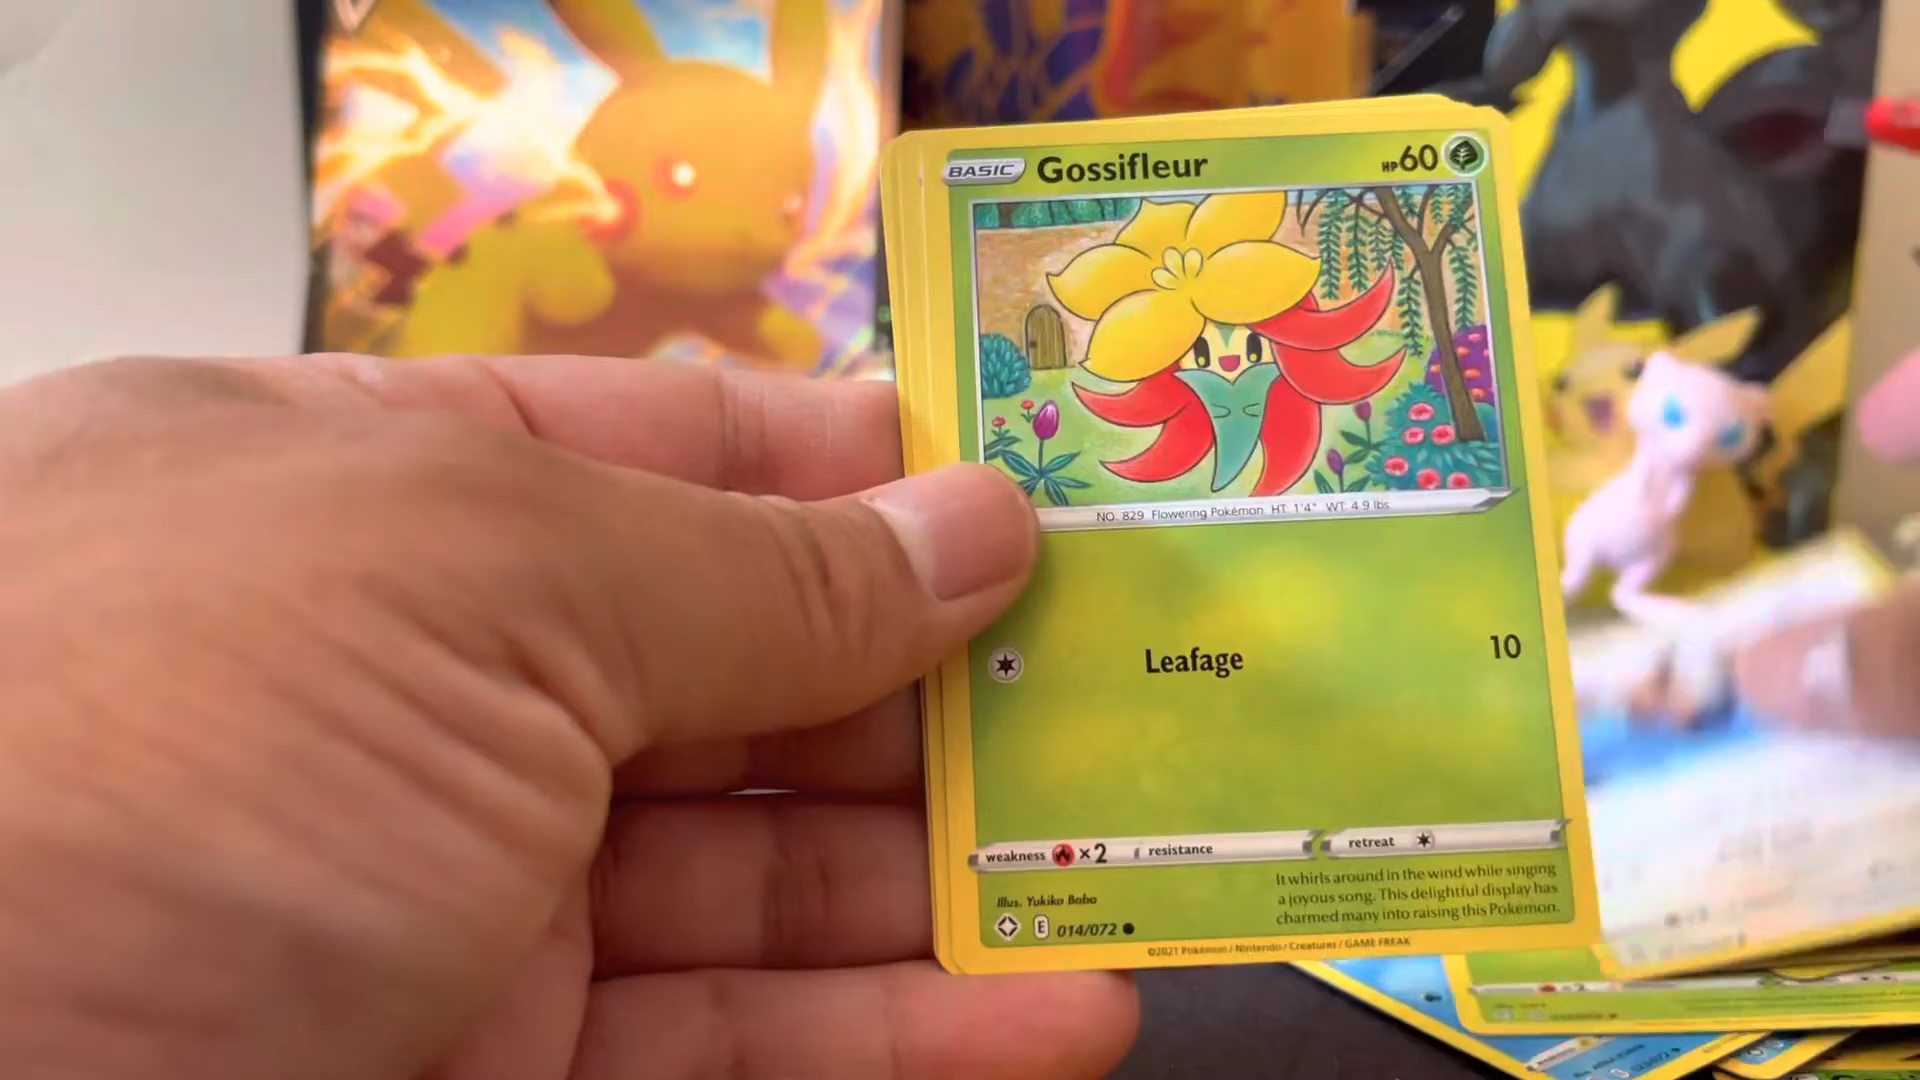 BASIC Gossifleur HP60
NO. 829 Flowering Pokémon HT: 1'4" WT: 4.9 lbs
Leafage 10
weakness ×2 resistance retreat
It whirls around in the wind while singing
a joyous song. This delightful display has
charmed many into raising this Pokémon.
Illus. Yukiko Baba
E 014/072
©2021 Pokémon / Nintendo / Creatures / GAME FREAK